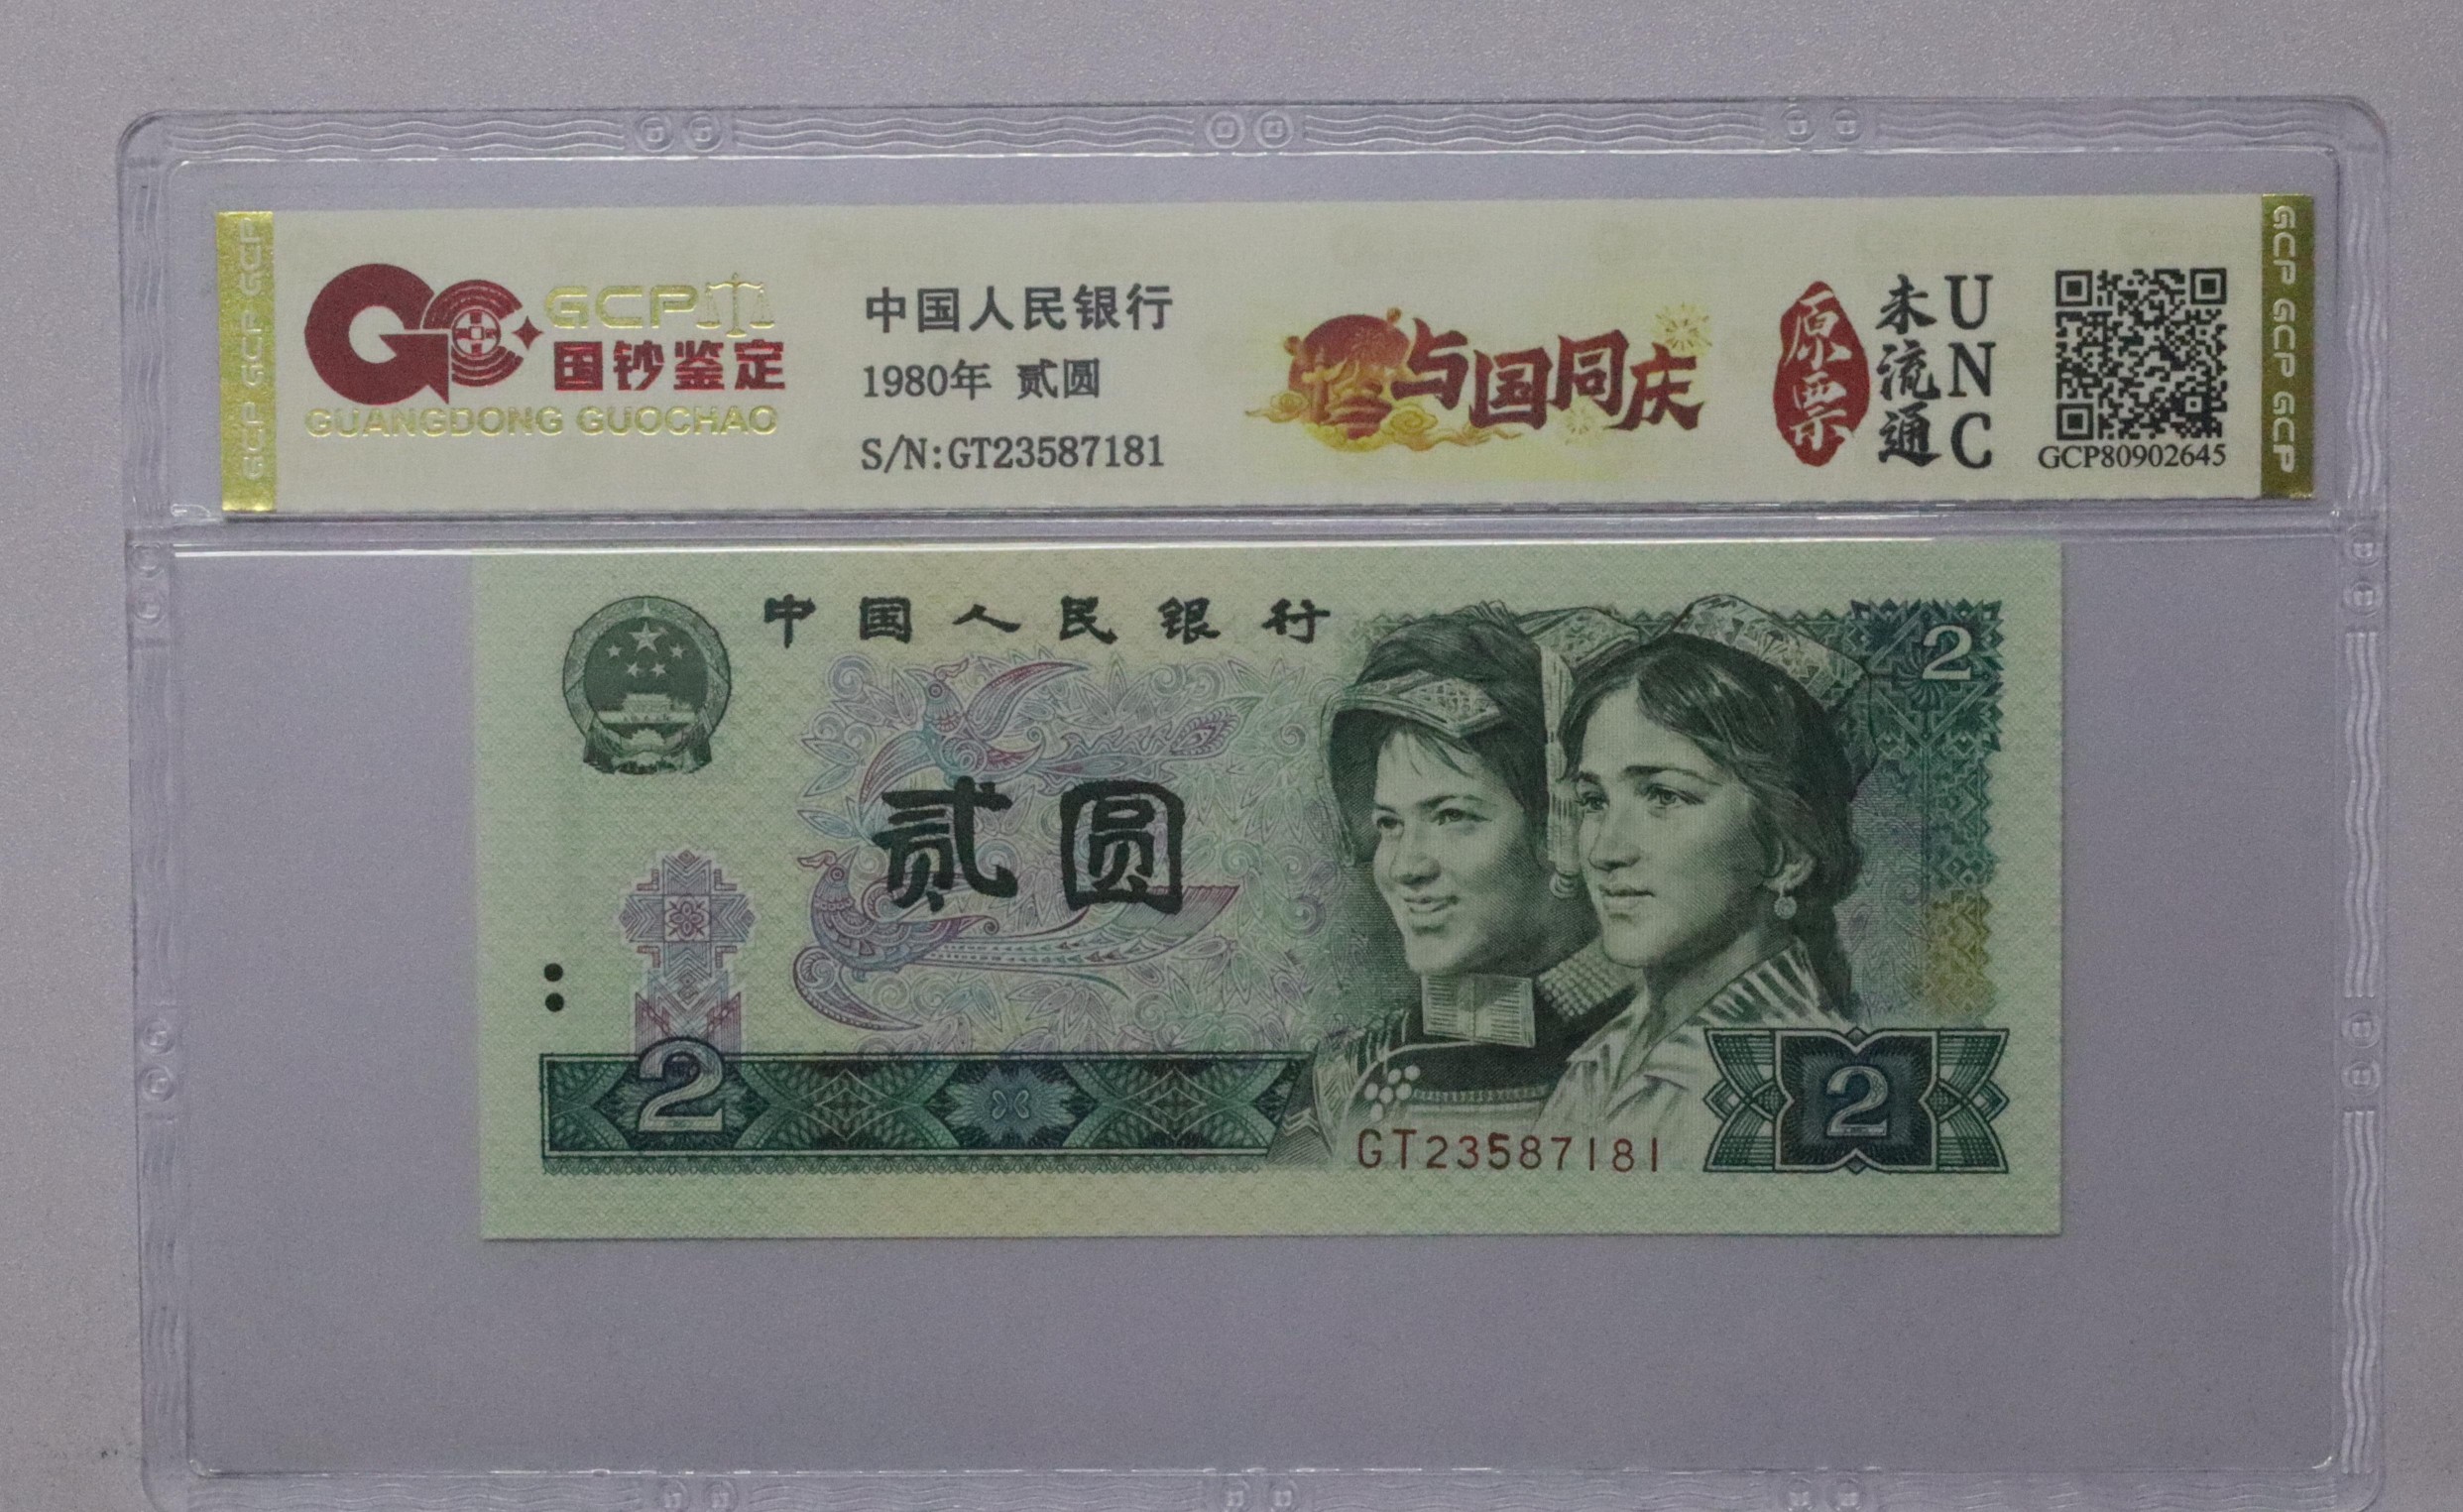 GCP
国钞鉴定
GUANGDONG GUOCHAO
中国人民银行
1980年 贰圆
S/N:GT23587181
与国同庆
原票
未流通
UNC
GCP80902645
GCP GCP GCP
GCP GCP GCP
中国人民银行
2
贰圆
2
GT23587181
2